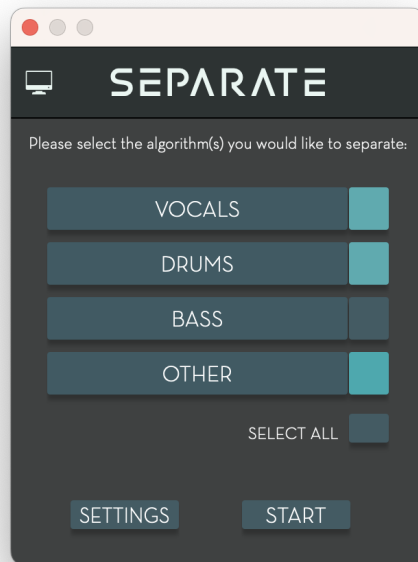 SEPARATE
Please select the algorithm(s) you would like to separate:
VOCALS
DRUMS
BASS
OTHER
SELECT ALL
SETTINGS
START